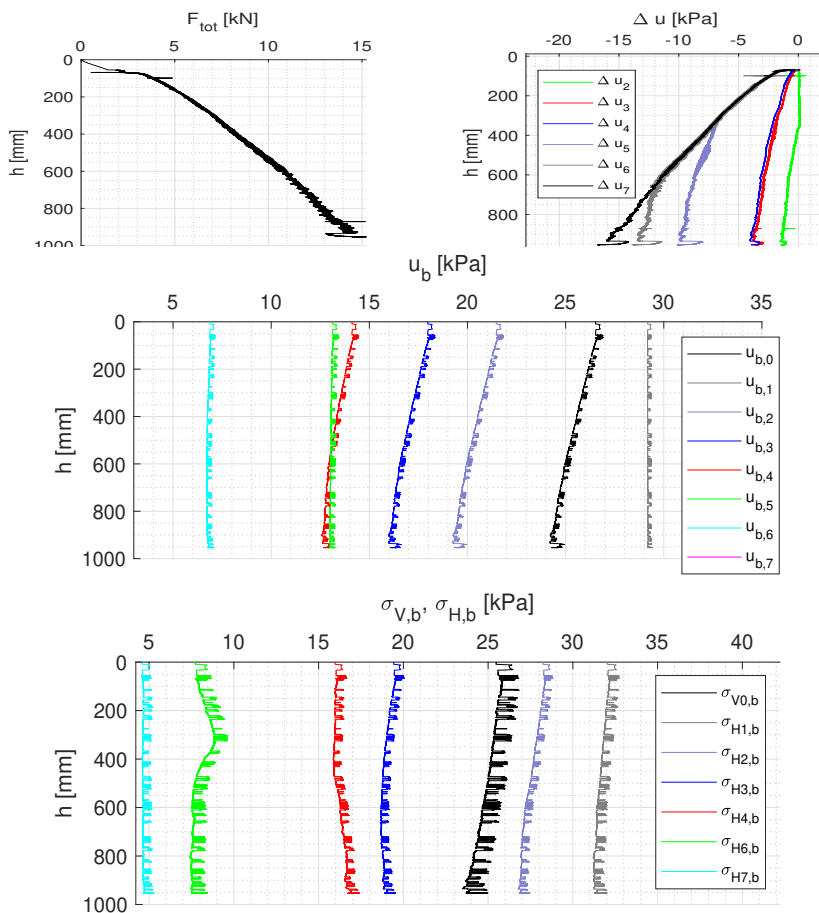 F_tot [kN]
0 5 10 15
0
200
400
600
800
1000
h [mm]
Δ u [kPa]
-20 -15 -10 -5 0
0
200
400
600
800
h [mm]
Δ u_2
Δ u_3
Δ u_4
Δ u_5
Δ u_6
Δ u_7
u_b [kPa]
5 10 15 20 25 30 35
0
200
400
600
800
1000
h [mm]
u_b,0
u_b,1
u_b,2
u_b,3
u_b,4
u_b,5
u_b,6
u_b,7
σ_V,b, σ_H,b [kPa]
5 10 15 20 25 30 35 40
0
200
400
600
800
1000
h [mm]
σ_V0,b
σ_H1,b
σ_H2,b
σ_H3,b
σ_H4,b
σ_H6,b
σ_H7,b